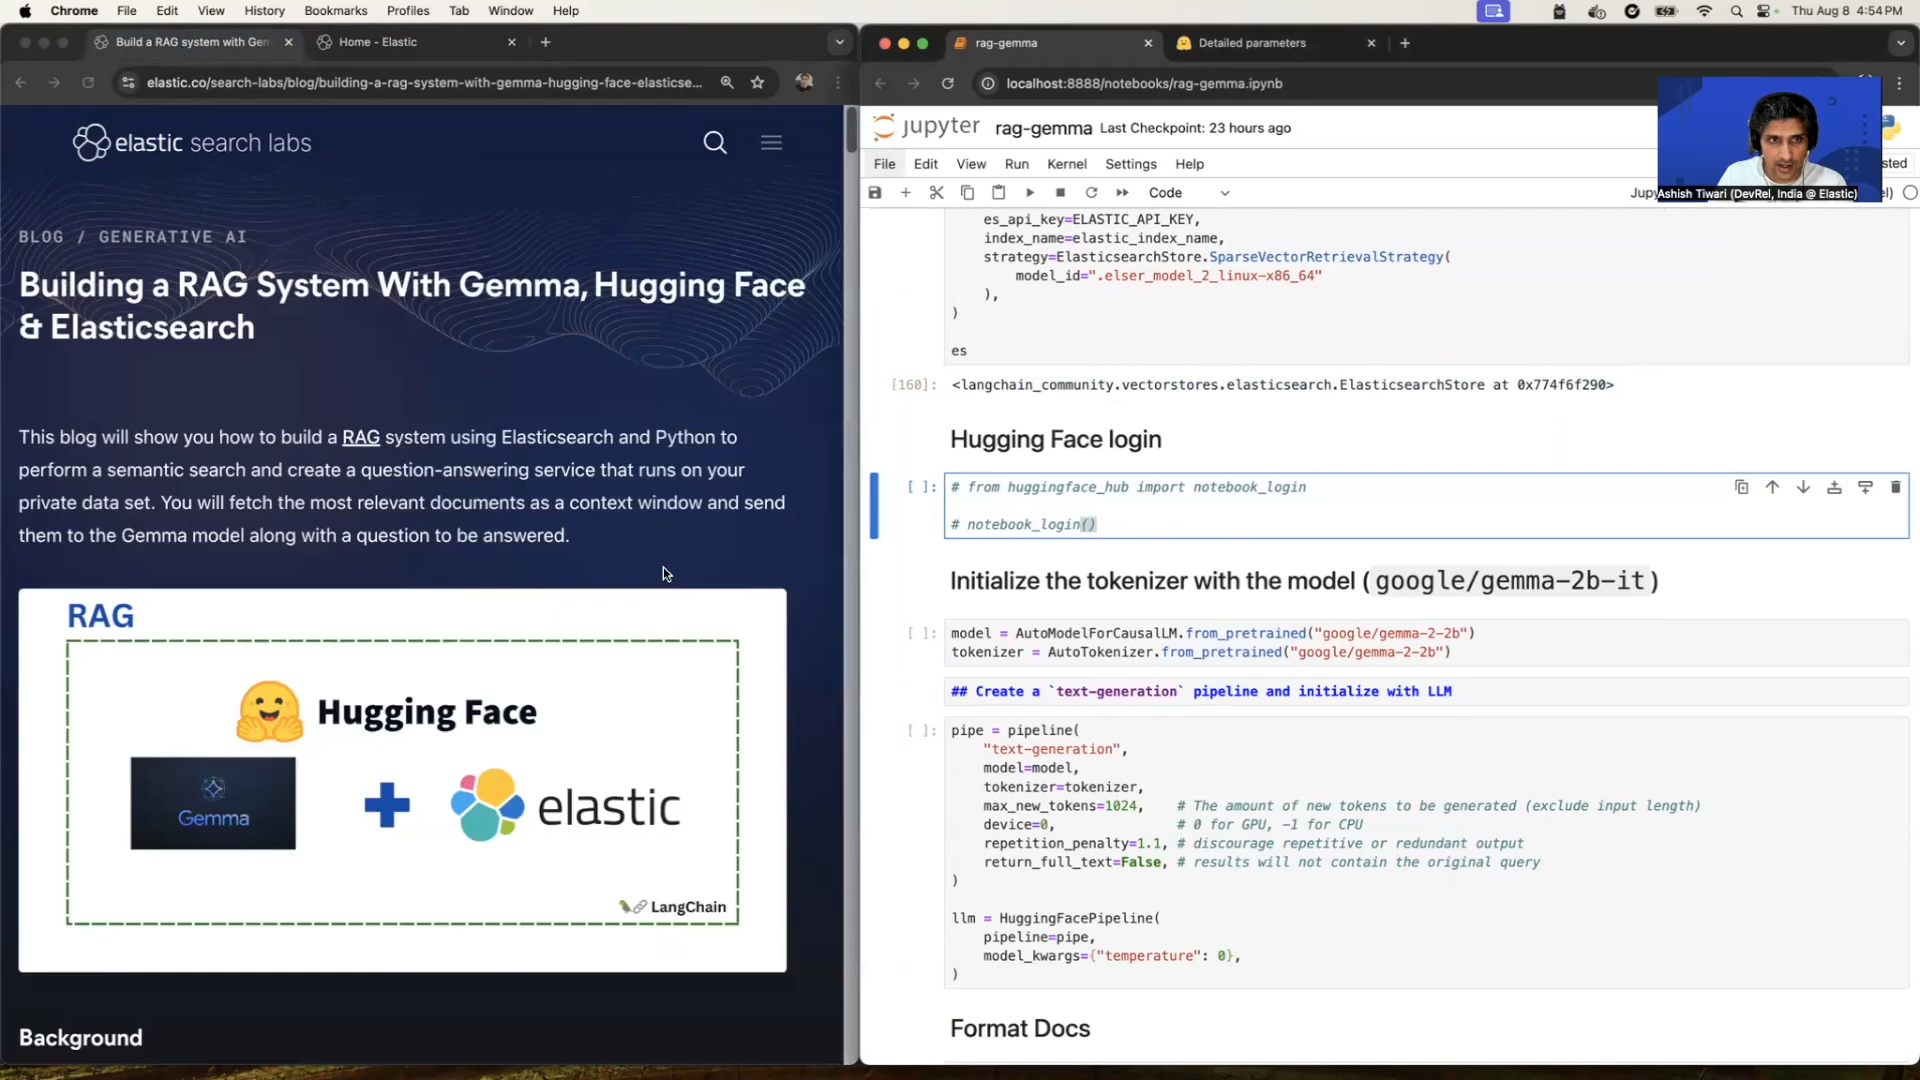 Chrome File Edit View History Bookmarks Profiles Tab Window Help
Thu Aug 8 4:54 PM
Build a RAG system with Gem
Home - Elastic
elastic.co/search-labs/blog/building-a-rag-system-with-gemma-hugging-face-elasticse...
elastic search labs
BLOG / GENERATIVE AI
Building a RAG System With Gemma, Hugging Face
& Elasticsearch
This blog will show you how to build a RAG system using Elasticsearch and Python to
perform a semantic search and create a question-answering service that runs on your
private data set. You will fetch the most relevant documents as a context window and send
them to the Gemma model along with a question to be answered.
RAG
Hugging Face
Gemma
elastic
LangChain
Background
rag-gemma
Detailed parameters
localhost:8888/notebooks/rag-gemma.ipynb
jupyter rag-gemma Last Checkpoint: 23 hours ago
File Edit View Run Kernel Settings Help
sted
Code
Jupy
Ashish Tiwari (DevRel, India @ Elastic)
es_api_key=ELASTIC_API_KEY,
index_name=elastic_index_name,
strategy=ElasticsearchStore.SparseVectorRetrievalStrategy(
model_id=".elser_model_2_linux-x86_64"
),
)
es
[160]: <langchain_community.vectorstores.elasticsearch.ElasticsearchStore at 0x774f6f290>
Hugging Face login
[ ]: # from huggingface_hub import notebook_login
# notebook_login()
Initialize the tokenizer with the model (google/gemma-2b-it)
[ ]: model = AutoModelForCausalLM.from_pretrained("google/gemma-2-2b")
tokenizer = AutoTokenizer.from_pretrained("google/gemma-2-2b")
## Create a `text-generation` pipeline and initialize with LLM
[ ]: pipe = pipeline(
"text-generation",
model=model,
tokenizer=tokenizer,
max_new_tokens=1024, # The amount of new tokens to be generated (exclude input length)
device=0, # 0 for GPU, -1 for CPU
repetition_penalty=1.1, # discourage repetitive or redundant output
return_full_text=False, # results will not contain the original query
)
llm = HuggingFacePipeline(
pipeline=pipe,
model_kwargs={"temperature": 0},
)
Format Docs